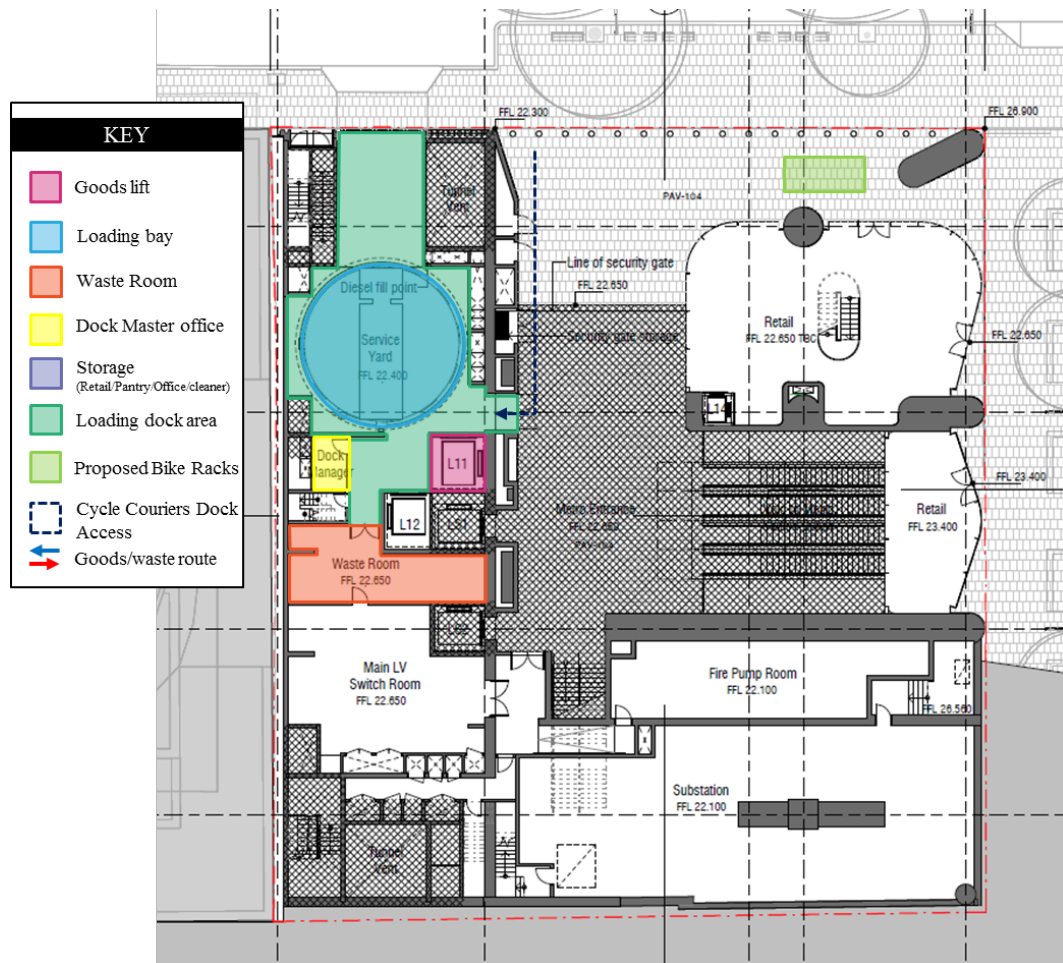 KEY
Goods lift
Loading bay
Waste Room
Dock Master office
Storage
(Retail/Pantry/Office/cleaner)
Loading dock area
Proposed Bike Racks
Cycle Couriers Dock
Access
Goods/waste route
FFL 22.300
FFL 26.900
PAV-104
Tunnel
Vent
Line of security gate
FFL 22.650
Diesel fill point
Security gate storage
Service
Yard
FFL 22.400
Retail
FFL 22.650 TBC
FFL 22.650
L14
Dock
Manager
L11
L12
LS1
Metro Entrance
FFL 22.650
PAV-104
FFL 23.400
Retail
FFL 23.400
Waste Room
FFL 22.650
LS2
Main LV
Switch Room
FFL 22.650
Fire Pump Room
FFL 22.100
FFL 26.560
Substation
FFL 22.100
Tunnel
Vent